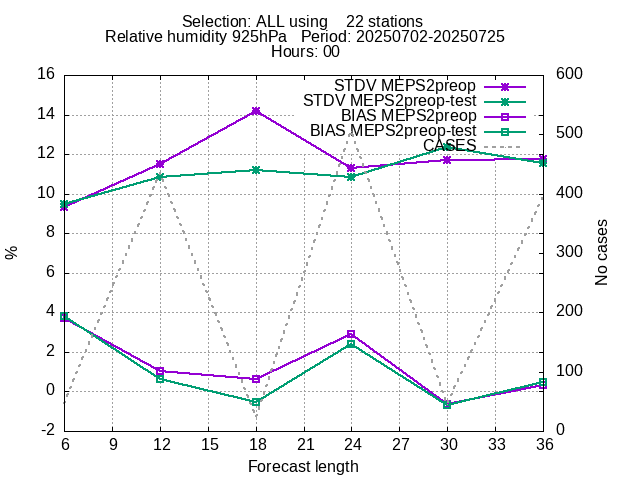 Selection: ALL using    22 stations
Relative humidity 925hPa   Period: 20250702-20250725
Hours: 00
STDV MEPS2preop
STDV MEPS2preop-test
BIAS MEPS2preop
BIAS MEPS2preop-test
CASES
16
14
12
10
8
6
4
2
0
-2
%
600
500
400
300
200
100
0
No cases
6 9 12 15 18 21 24 27 30 33 36
Forecast length